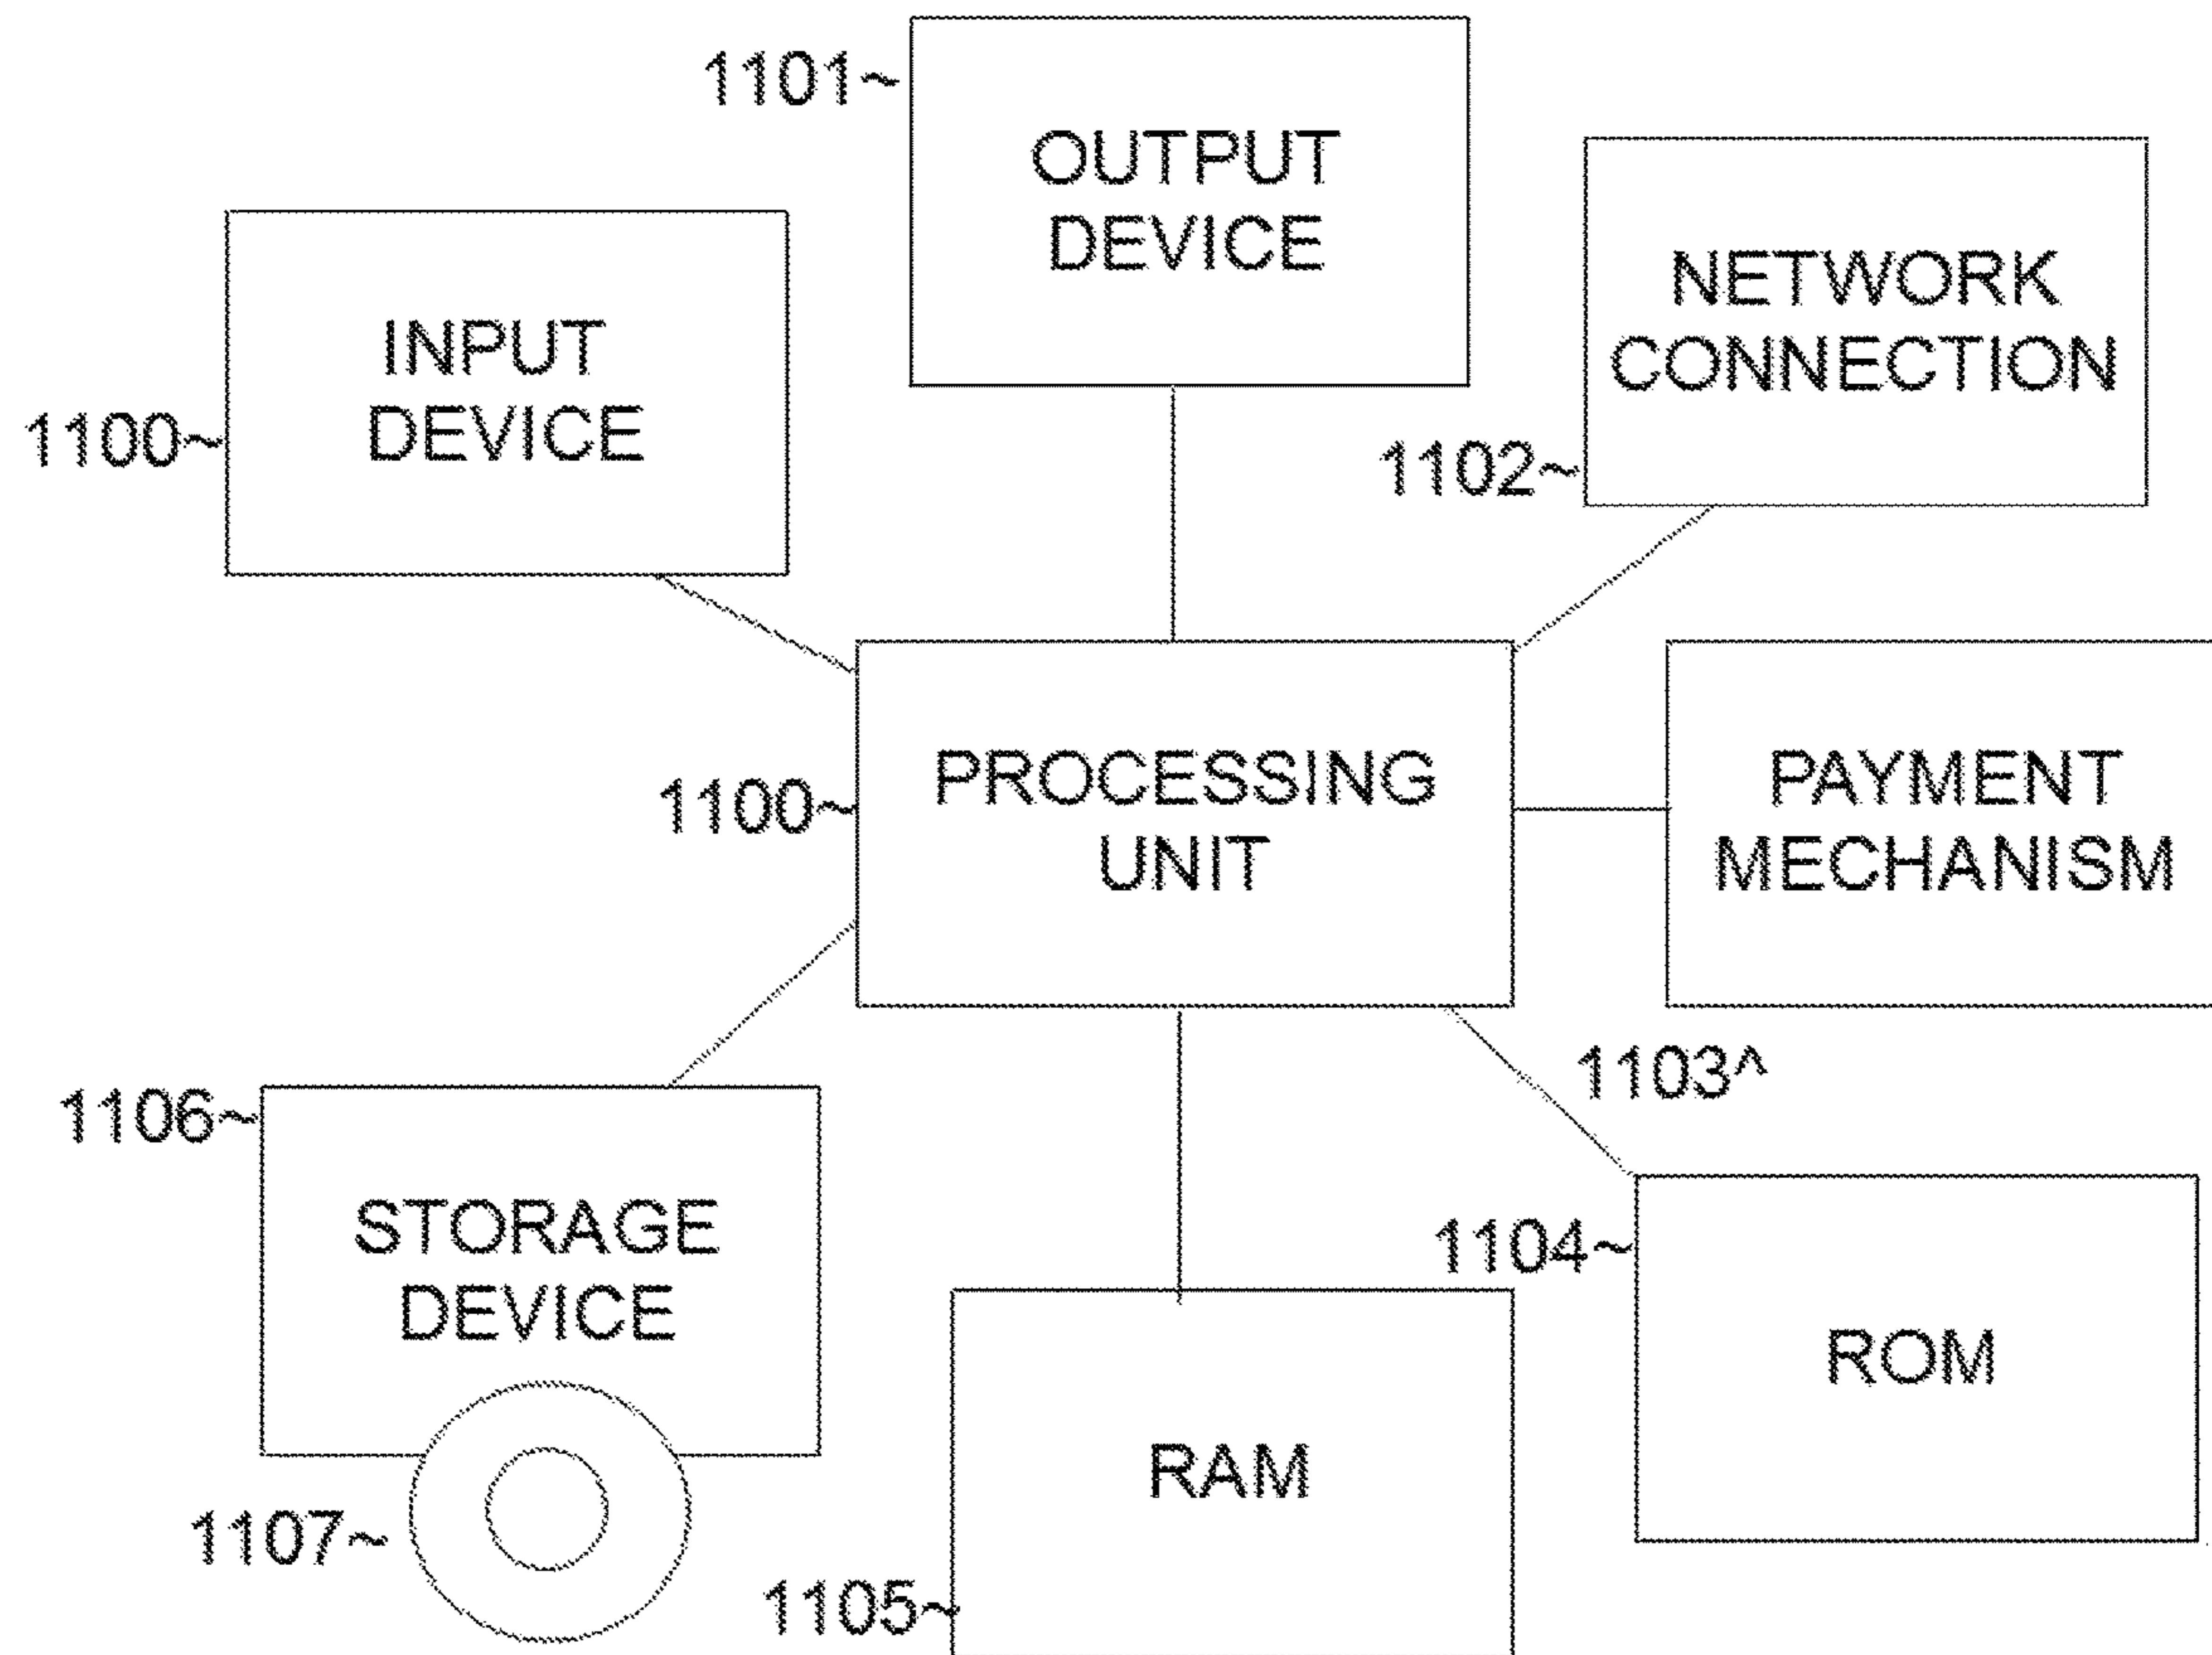 1101~
OUTPUT
DEVICE
INPUT
DEVICE
1100~
NETWORK
CONNECTION
1102~
1100~
PROCESSING
UNIT
PAYMENT
MECHANISM
1103^
1106~
STORAGE
DEVICE
1104~
ROM
RAM
1107~
1105~